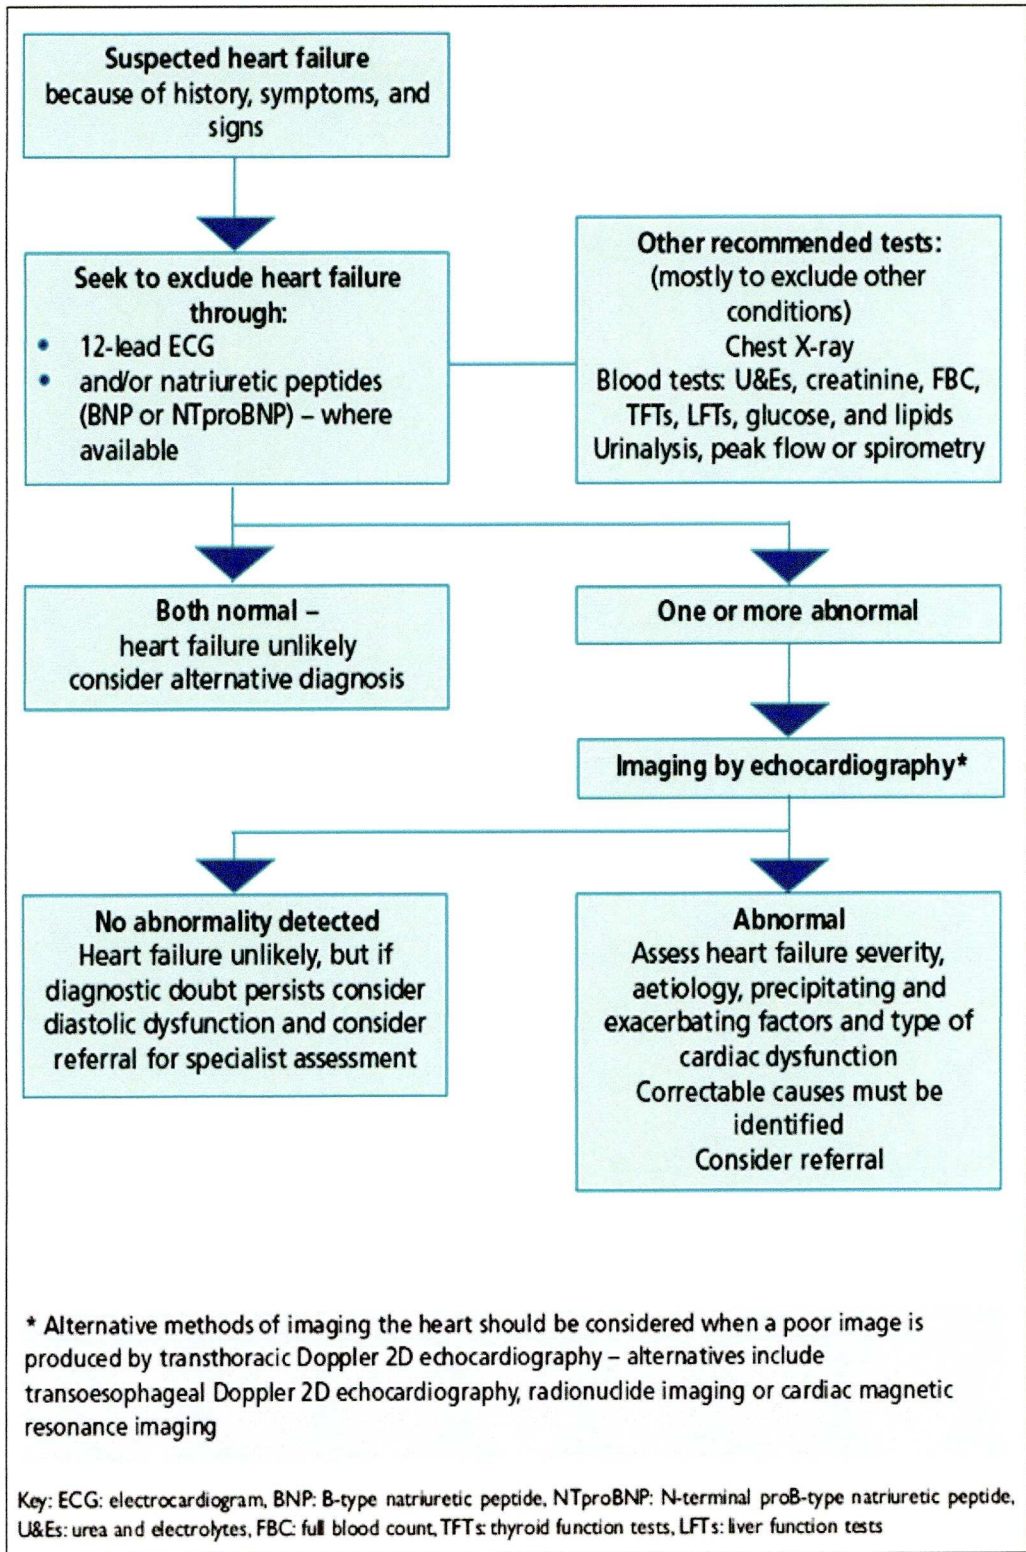 Suspected heart failure
because of history, symptoms, and
signs
Seek to exclude heart failure
through:
• 12-lead ECG
• and/or natriuretic peptides
(BNP or NTproBNP) – where
available
Other recommended tests:
(mostly to exclude other
conditions)
Chest X-ray
Blood tests: U&Es, creatinine, FBC,
TFTs, LFTs, glucose, and lipids
Urinalysis, peak flow or spirometry
Both normal –
heart failure unlikely
consider alternative diagnosis
One or more abnormal
Imaging by echocardiography*
No abnormality detected
Heart failure unlikely, but if
diagnostic doubt persists consider
diastolic dysfunction and consider
referral for specialist assessment
Abnormal
Assess heart failure severity,
aetiology, precipitating and
exacerbating factors and type of
cardiac dysfunction
Correctable causes must be
identified
Consider referral
* Alternative methods of imaging the heart should be considered when a poor image is
produced by transthoracic Doppler 2D echocardiography – alternatives include
transoesophageal Doppler 2D echocardiography, radionuclide imaging or cardiac magnetic
resonance imaging
Key: ECG: electrocardiogram, BNP: B-type natriuretic peptide, NTproBNP: N-terminal proB-type natriuretic peptide,
U&Es: urea and electrolytes, FBC: full blood count, TFTs: thyroid function tests, LFTs: liver function tests